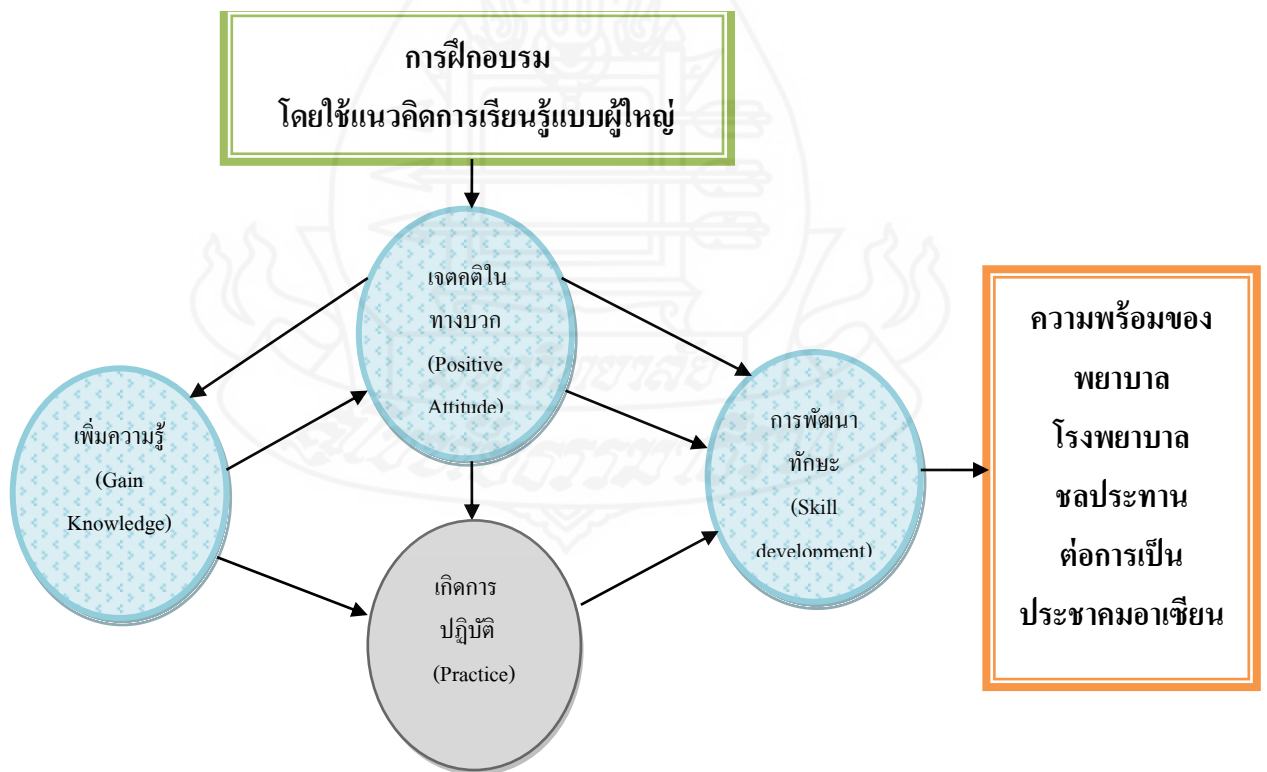 การฝึกอบรม
โดยใช้แนวคิดการเรียนรู้แบบผู้ใหญ่
เจตคติใน
ทางบวก
(Positive
Attitude)
เพิ่มความรู้
(Gain
Knowledge)
การพัฒนา
ทักษะ
(Skill
development)
เกิดการ
ปฏิบัติ
(Practice)
ความพร้อมของ
พยาบาล
โรงพยาบาล
ชลประทาน
ต่อการเป็น
ประชาคมอาเซียน